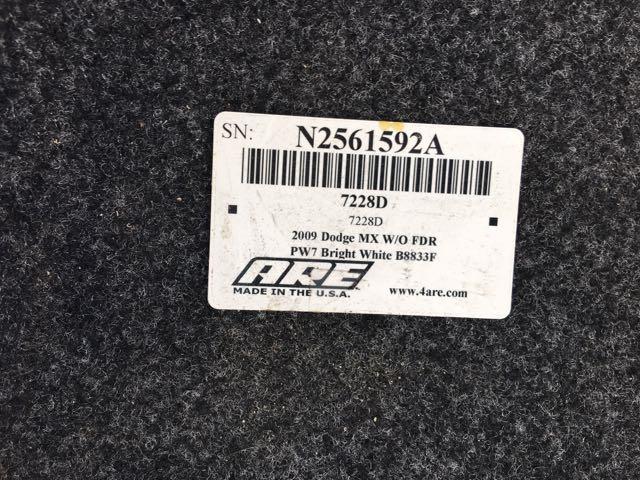 SN: N2561592A
7228D
7228D
2009 Dodge MX W/O FDR
PW7 Bright White B8833F
ARE
MADE IN THE U.S.A. www.4are.com